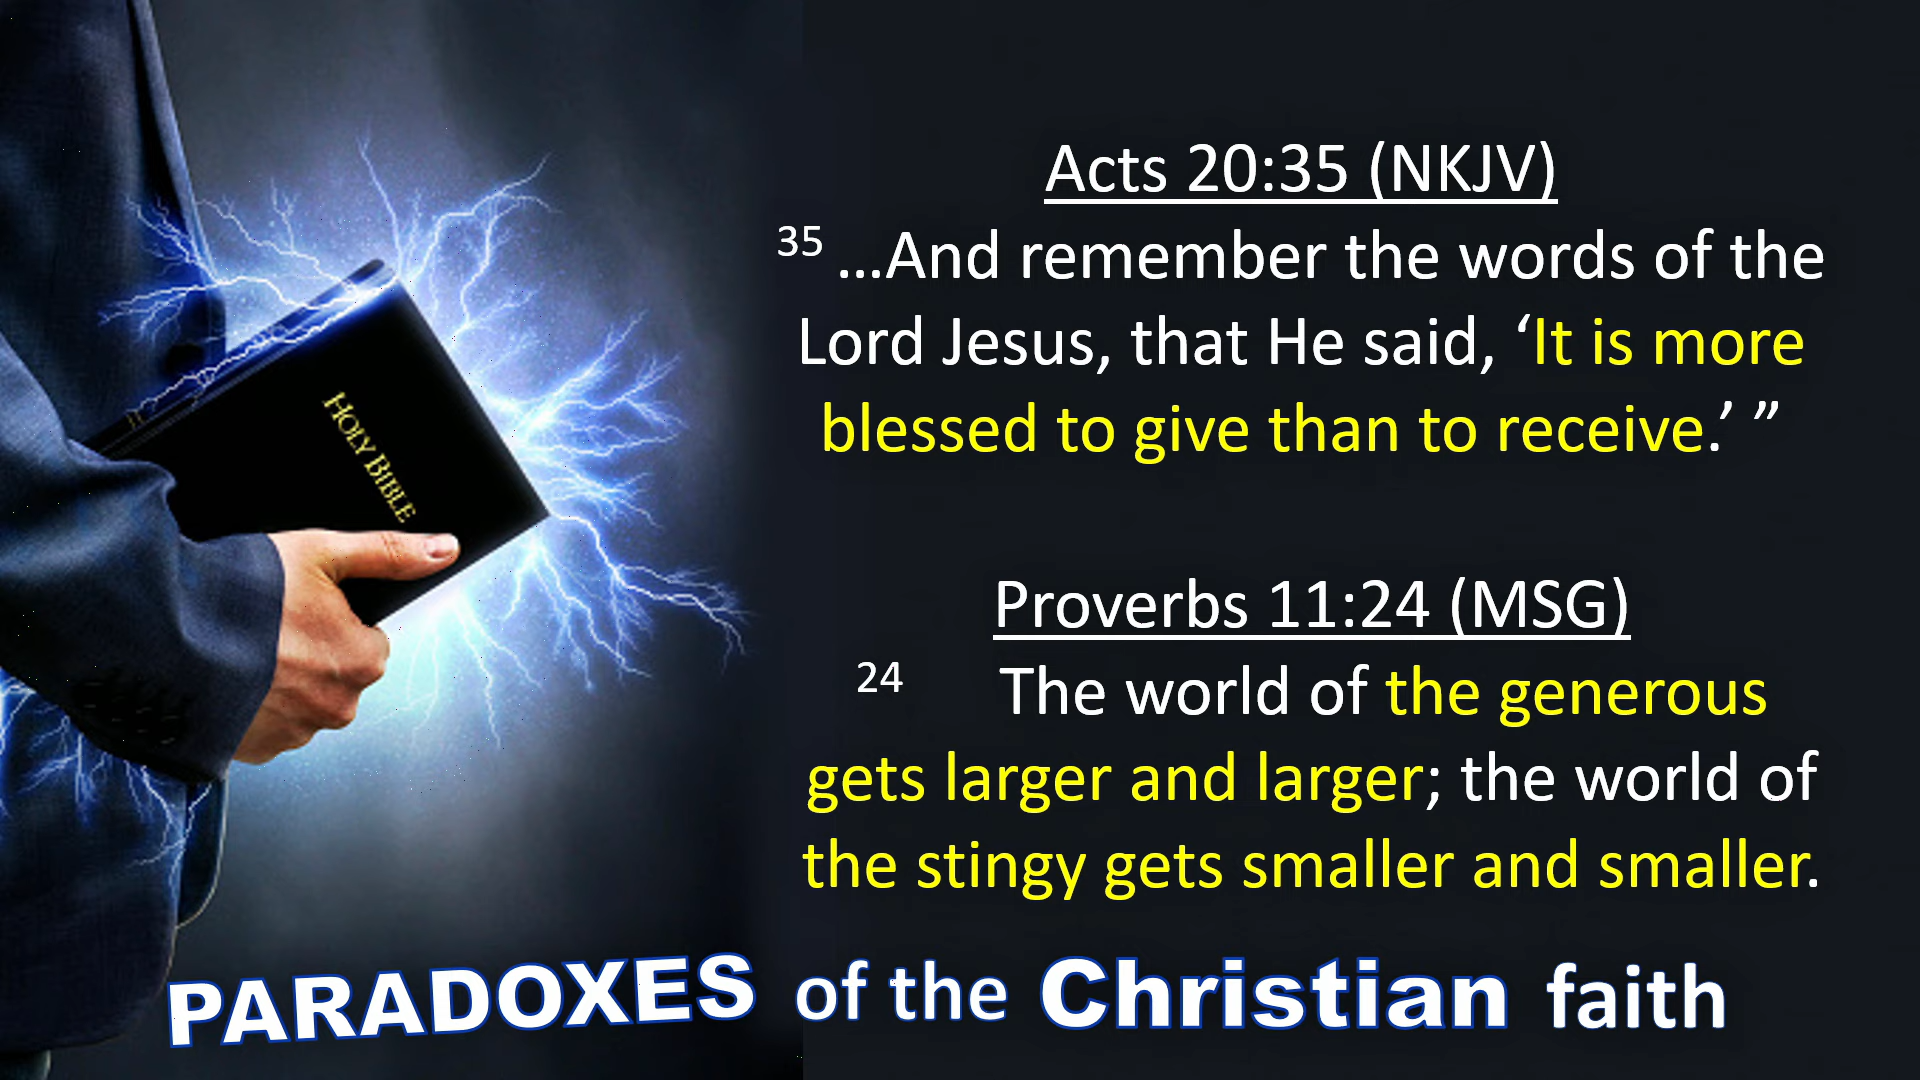 HOLY BIBLE
Acts 20:35 (NKJV)
35 …And remember the words of the
Lord Jesus, that He said, ‘It is more
blessed to give than to receive.’ ”
Proverbs 11:24 (MSG)
24 The world of the generous
gets larger and larger; the world of
the stingy gets smaller and smaller.
PARADOXES of the Christian faith